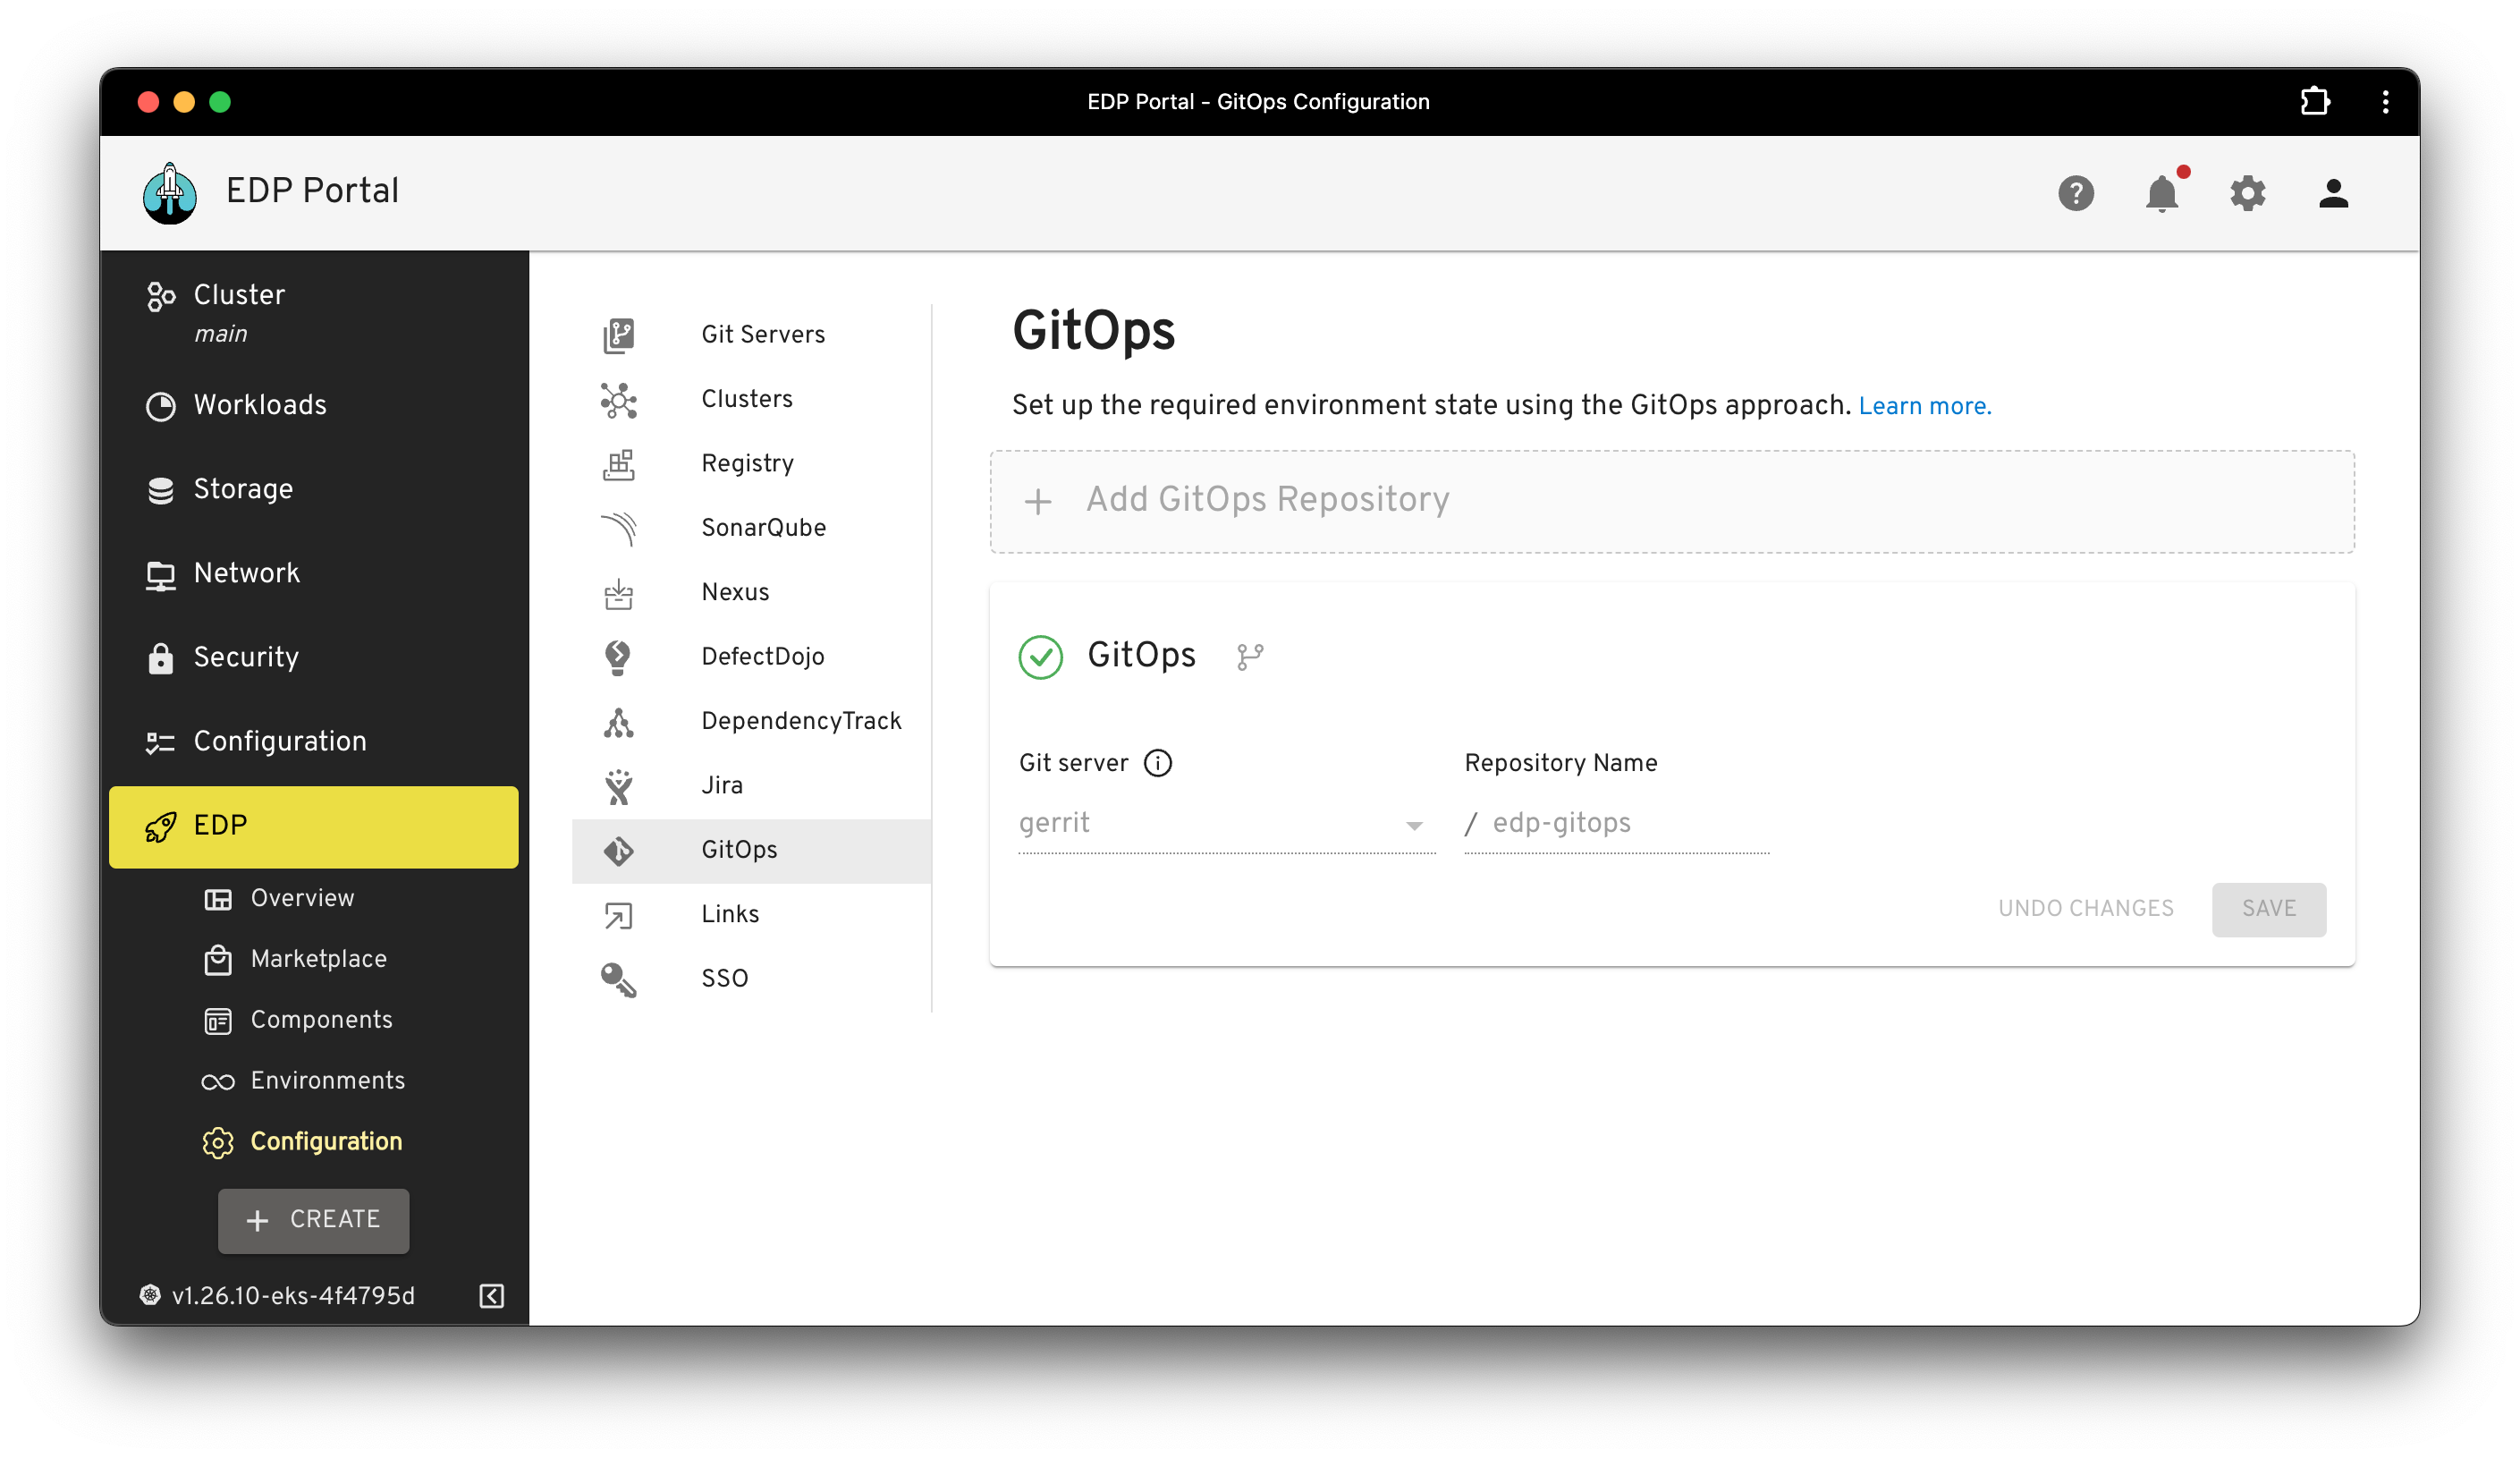 EDP Portal - GitOps Configuration
EDP Portal
Cluster
main
Workloads
Storage
Network
Security
Configuration
EDP
Overview
Marketplace
Components
Environments
Configuration
+ CREATE
v1.26.10-eks-4f4795d
Git Servers
Clusters
Registry
SonarQube
Nexus
DefectDojo
DependencyTrack
Jira
GitOps
Links
SSO
GitOps
Set up the required environment state using the GitOps approach. Learn more.
+ Add GitOps Repository
GitOps
Git server
Repository Name
gerrit
/ edp-gitops
UNDO CHANGES
SAVE